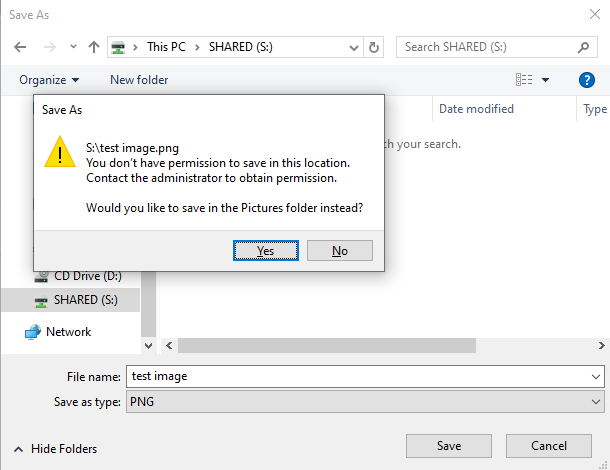 Save As
This PC
SHARED (S:)
Search SHARED (S:)
Organize
New folder
?
Date modified
Type
ch your search.
Save As
S:\test image.png
You don't have permission to save in this location.
Contact the administrator to obtain permission.
Would you like to save in the Pictures folder instead?
Yes
No
CD Drive (D:)
SHARED (S:)
Network
File name:
test image
Save as type:
PNG
Hide Folders
Save
Cancel